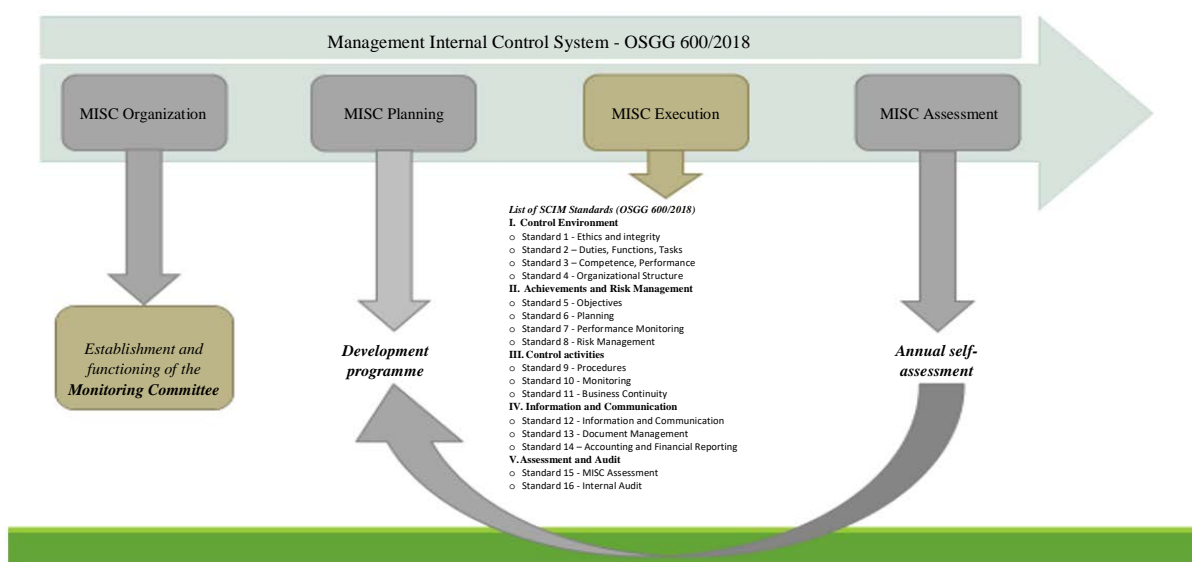 Management Internal Control System - OSGG 600/2018
MISC Organization
MISC Planning
MISC Execution
MISC Assessment
List of SCIM Standards (OSGG 600/2018)
I. Control Environment
o Standard 1 - Ethics and integrity
o Standard 2 – Duties, Functions, Tasks
o Standard 3 – Competence, Performance
o Standard 4 - Organizational Structure
II. Achievements and Risk Management
o Standard 5 - Objectives
o Standard 6 - Planning
o Standard 7 - Performance Monitoring
o Standard 8 - Risk Management
III. Control activities
o Standard 9 - Procedures
o Standard 10 - Monitoring
o Standard 11 - Business Continuity
IV. Information and Communication
o Standard 12 - Information and Communication
o Standard 13 - Document Management
o Standard 14 – Accounting and Financial Reporting
V. Assessment and Audit
o Standard 15 - MISC Assessment
o Standard 16 - Internal Audit
Establishment and
functioning of the
Monitoring Committee
Development
programme
Annual self-
assessment